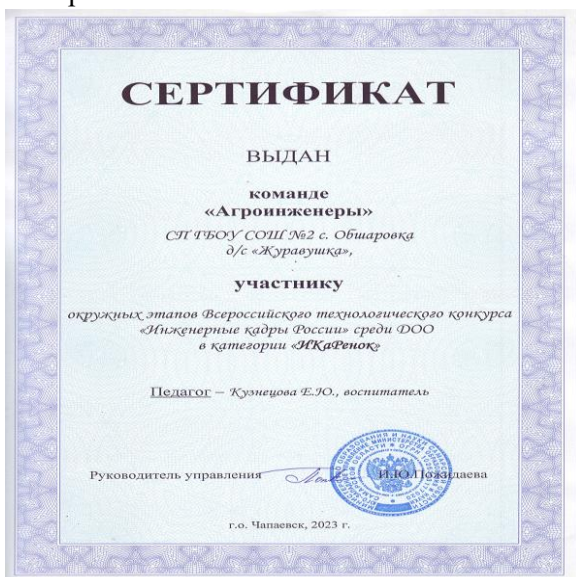 СЕРТИФИКАТ
ВЫДАН
команде
«Агроинженеры»
СП ГБОУ СОШ №2 с. Обшаровка
д/с «Журавушка»,
участнику
окружных этапов Всероссийского технологического конкурса
«Инженерные кадры России» среди ДОО
в категории «ИКаРенок»
Педагог – Кузнецова Е.Ю., воспитатель
Руководитель управления И.Ю.Пожидаева
г.о. Чапаевск, 2023 г.